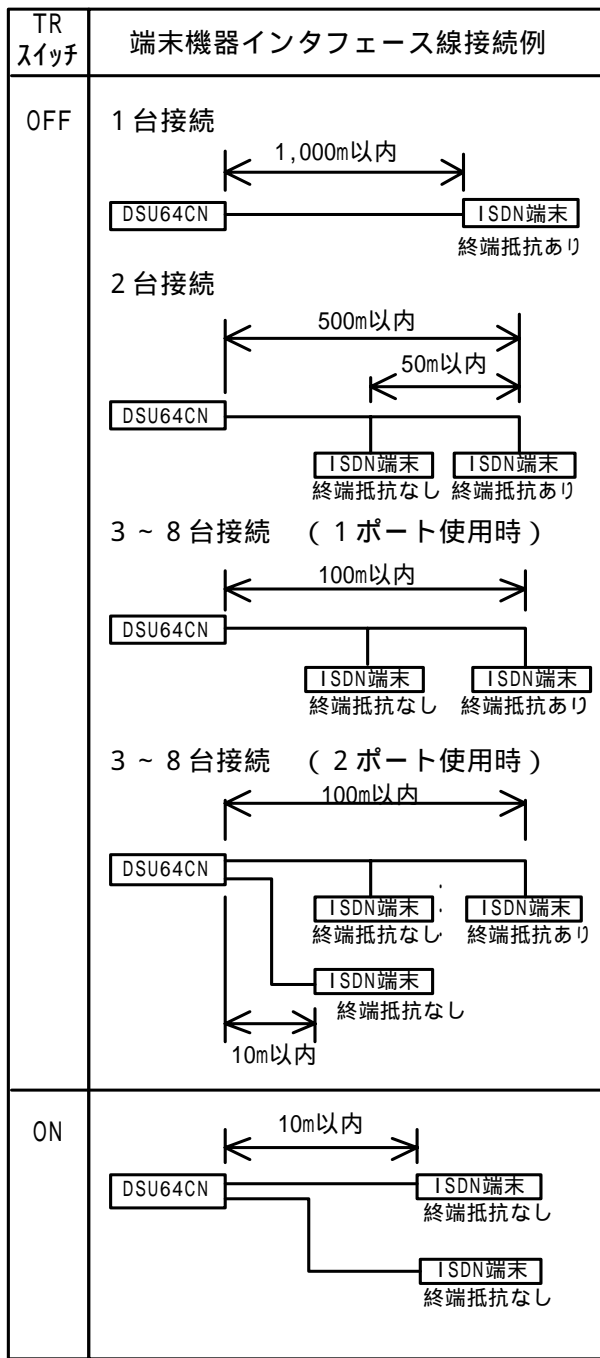 TR
スイッチ
端末機器インタフェース線接続例
OFF
1台接続
1,000m以内
DSU64CN
ISDN端末
終端抵抗あり
2台接続
500m以内
50m以内
DSU64CN
ISDN端末
ISDN端末
終端抵抗なし
終端抵抗あり
3~8台接続 (1ポート使用時)
100m以内
DSU64CN
ISDN端末
ISDN端末
終端抵抗なし
終端抵抗あり
3~8台接続 (2ポート使用時)
100m以内
DSU64CN
ISDN端末
ISDN端末
終端抵抗なし
終端抵抗あり
ISDN端末
終端抵抗なし
10m以内
ON
10m以内
DSU64CN
ISDN端末
終端抵抗なし
ISDN端末
終端抵抗なし